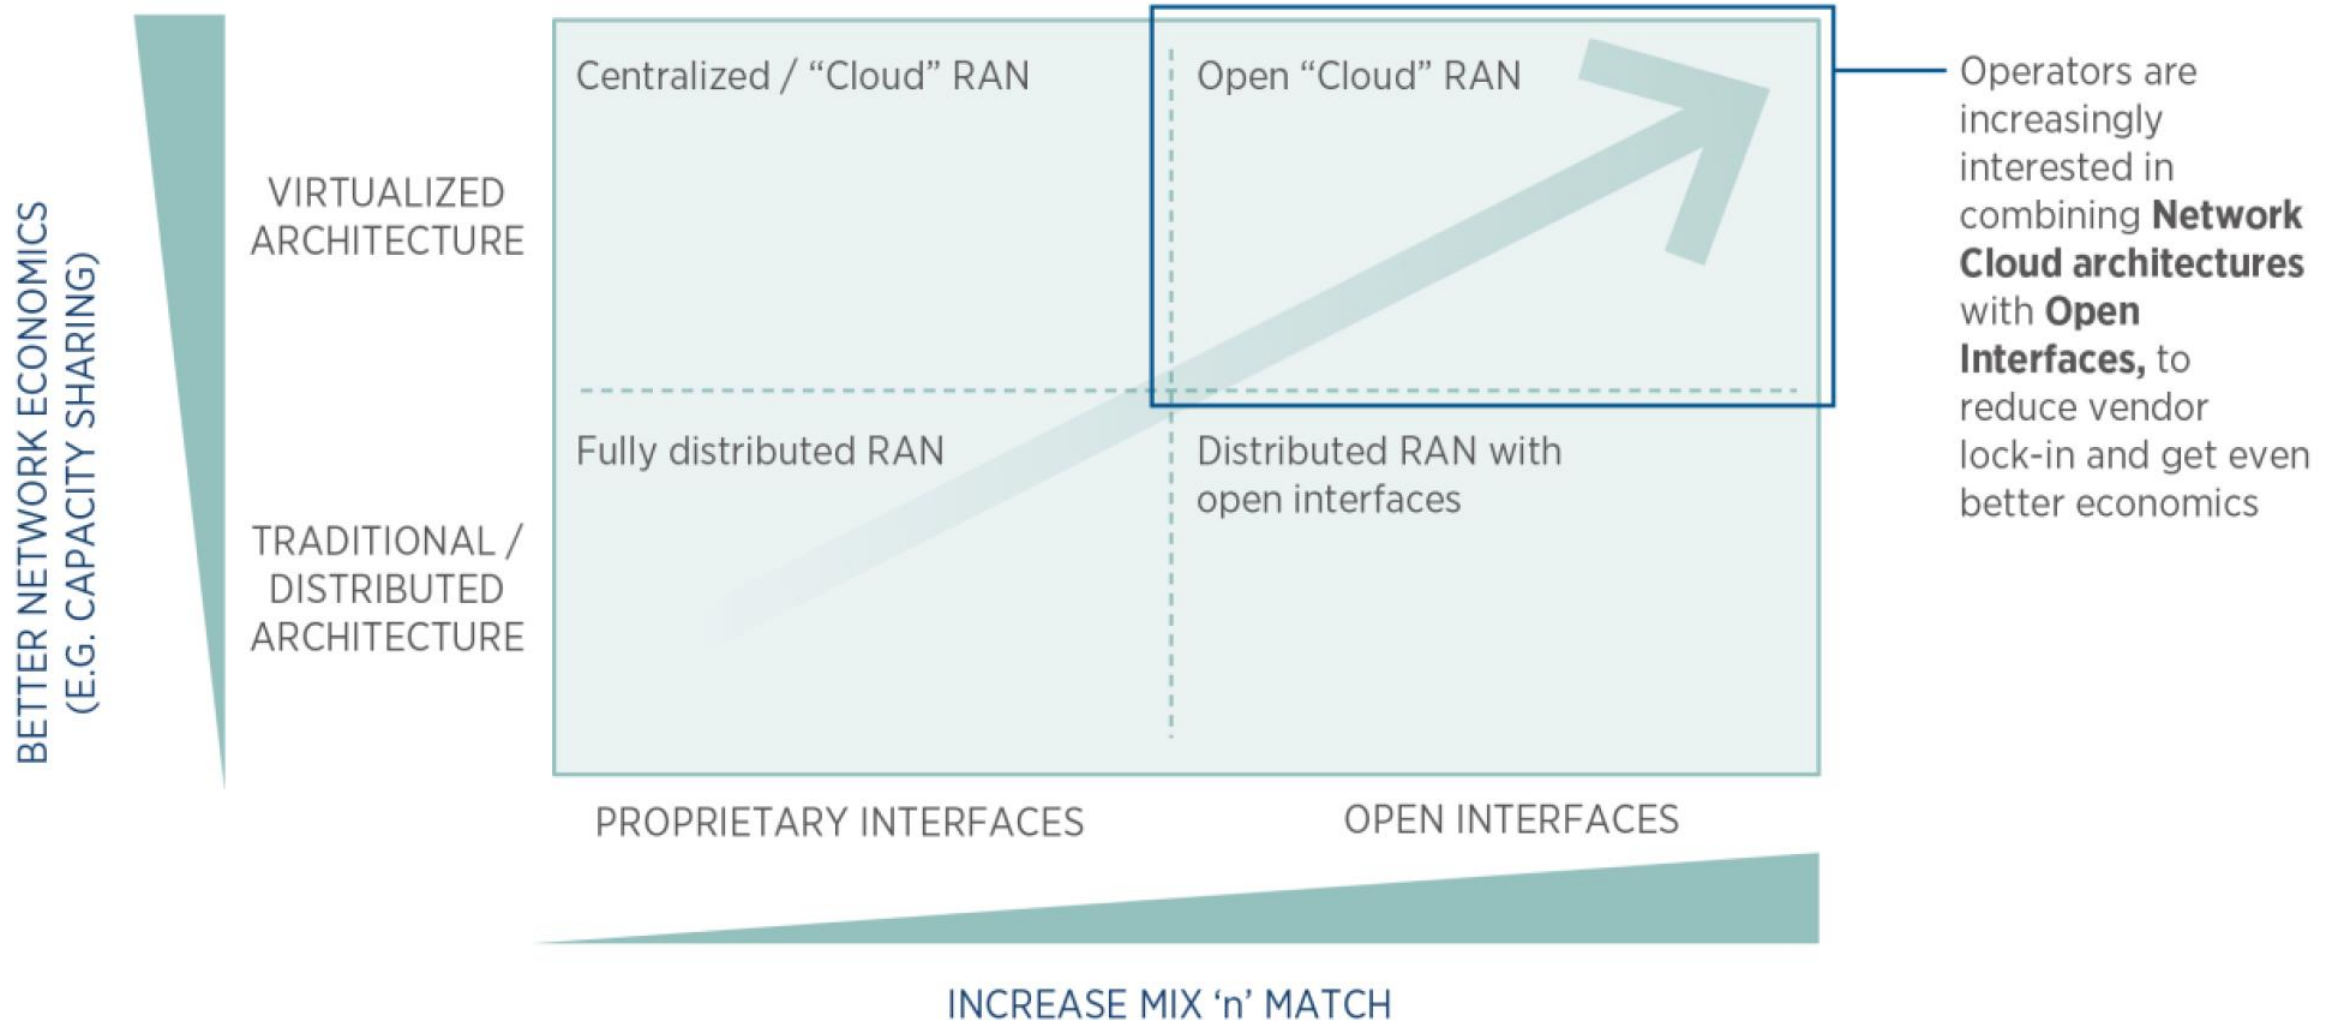 BETTER NETWORK ECONOMICS
(E.G. CAPACITY SHARING)
VIRTUALIZED
ARCHITECTURE
TRADITIONAL /
DISTRIBUTED
ARCHITECTURE
Centralized / “Cloud” RAN
Open “Cloud” RAN
Fully distributed RAN
Distributed RAN with
open interfaces
Operators are
increasingly
interested in
combining Network
Cloud architectures
with Open
Interfaces, to
reduce vendor
lock-in and get even
better economics
PROPRIETARY INTERFACES
OPEN INTERFACES
INCREASE MIX ‘n’ MATCH